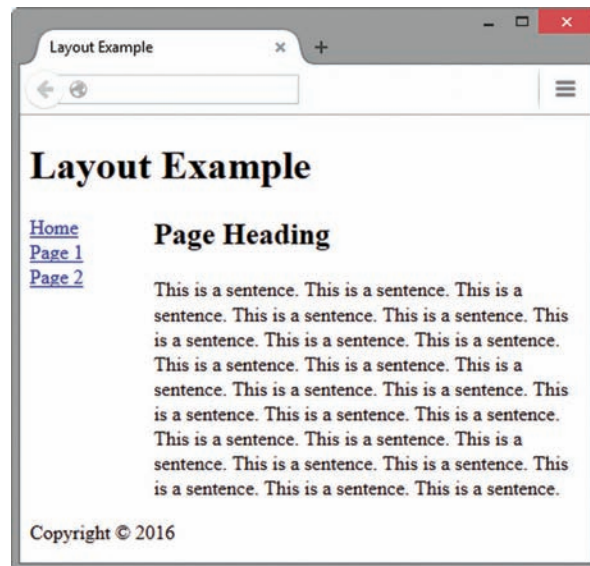 Layout Example
Layout Example
Home
Page 1
Page 2
Page Heading
This is a sentence. This is a sentence. This is a
sentence. This is a sentence. This is a sentence. This
is a sentence. This is a sentence. This is a sentence.
This is a sentence. This is a sentence. This is a
sentence. This is a sentence. This is a sentence. This
is a sentence. This is a sentence. This is a sentence.
This is a sentence. This is a sentence. This is a
sentence. This is a sentence. This is a sentence. This
is a sentence. This is a sentence. This is a sentence.
Copyright © 2016